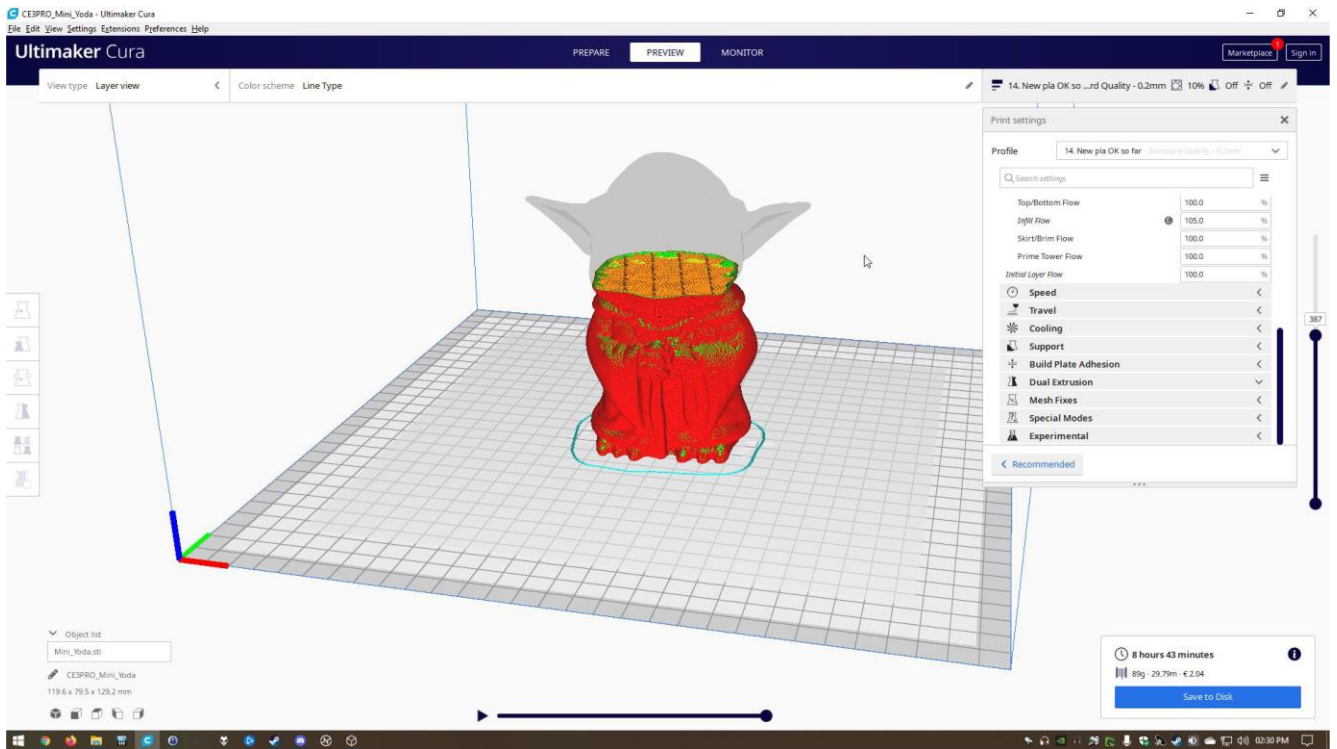 CE3PRO_Mini_Yoda - Ultimaker Cura
File Edit View Settings Extensions Preferences Help
Ultimaker Cura
PREPARE
PREVIEW
MONITOR
Marketplace
1
Sign in
View type Layer view
Color scheme Line Type
14. New pla OK so ...rd Quality - 0.2mm 10% Off Off
Print settings
Profile
14. New pla OK so far - Standard Quality - 0.2mm
Search settings
Top/Bottom Flow 100.0 %
Infill Flow 105.0 %
Skirt/Brim Flow 100.0 %
Prime Tower Flow 100.0 %
Initial Layer Flow 100.0 %
Speed
Travel
Cooling
Support
387
Build Plate Adhesion
Dual Extrusion
Mesh Fixes
Special Modes
Experimental
Recommended
Object list
Mini_Yoda.stl
CE3PRO_Mini_Yoda
119.6 x 79.5 x 129.2 mm
8 hours 43 minutes
89g · 29.79m · € 2.04
Save to Disk
02:30 PM